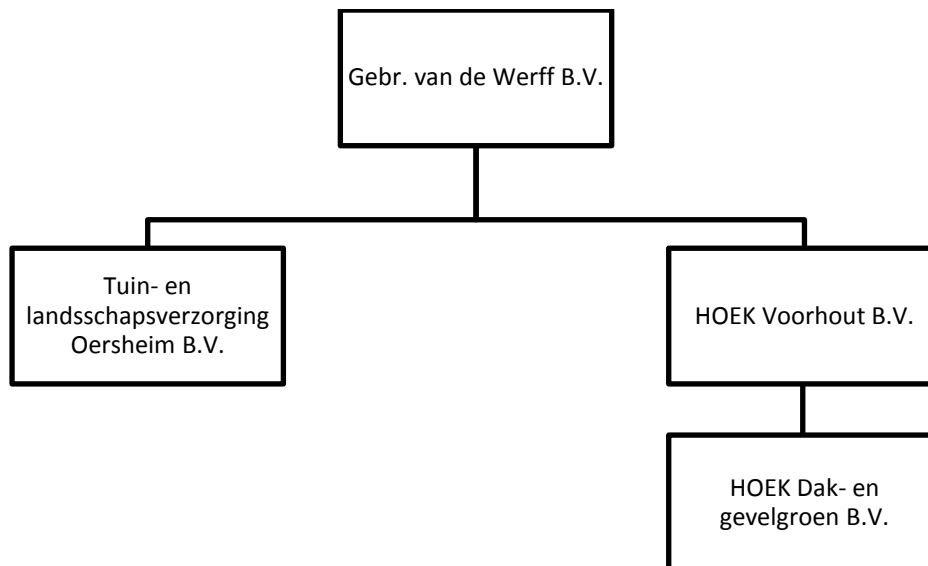 Gebr. van de Werff B.V.
Tuin- en
landsschapsverzorging
Oersheim B.V.
HOEK Voorhout B.V.
HOEK Dak- en
gevelgroen B.V.